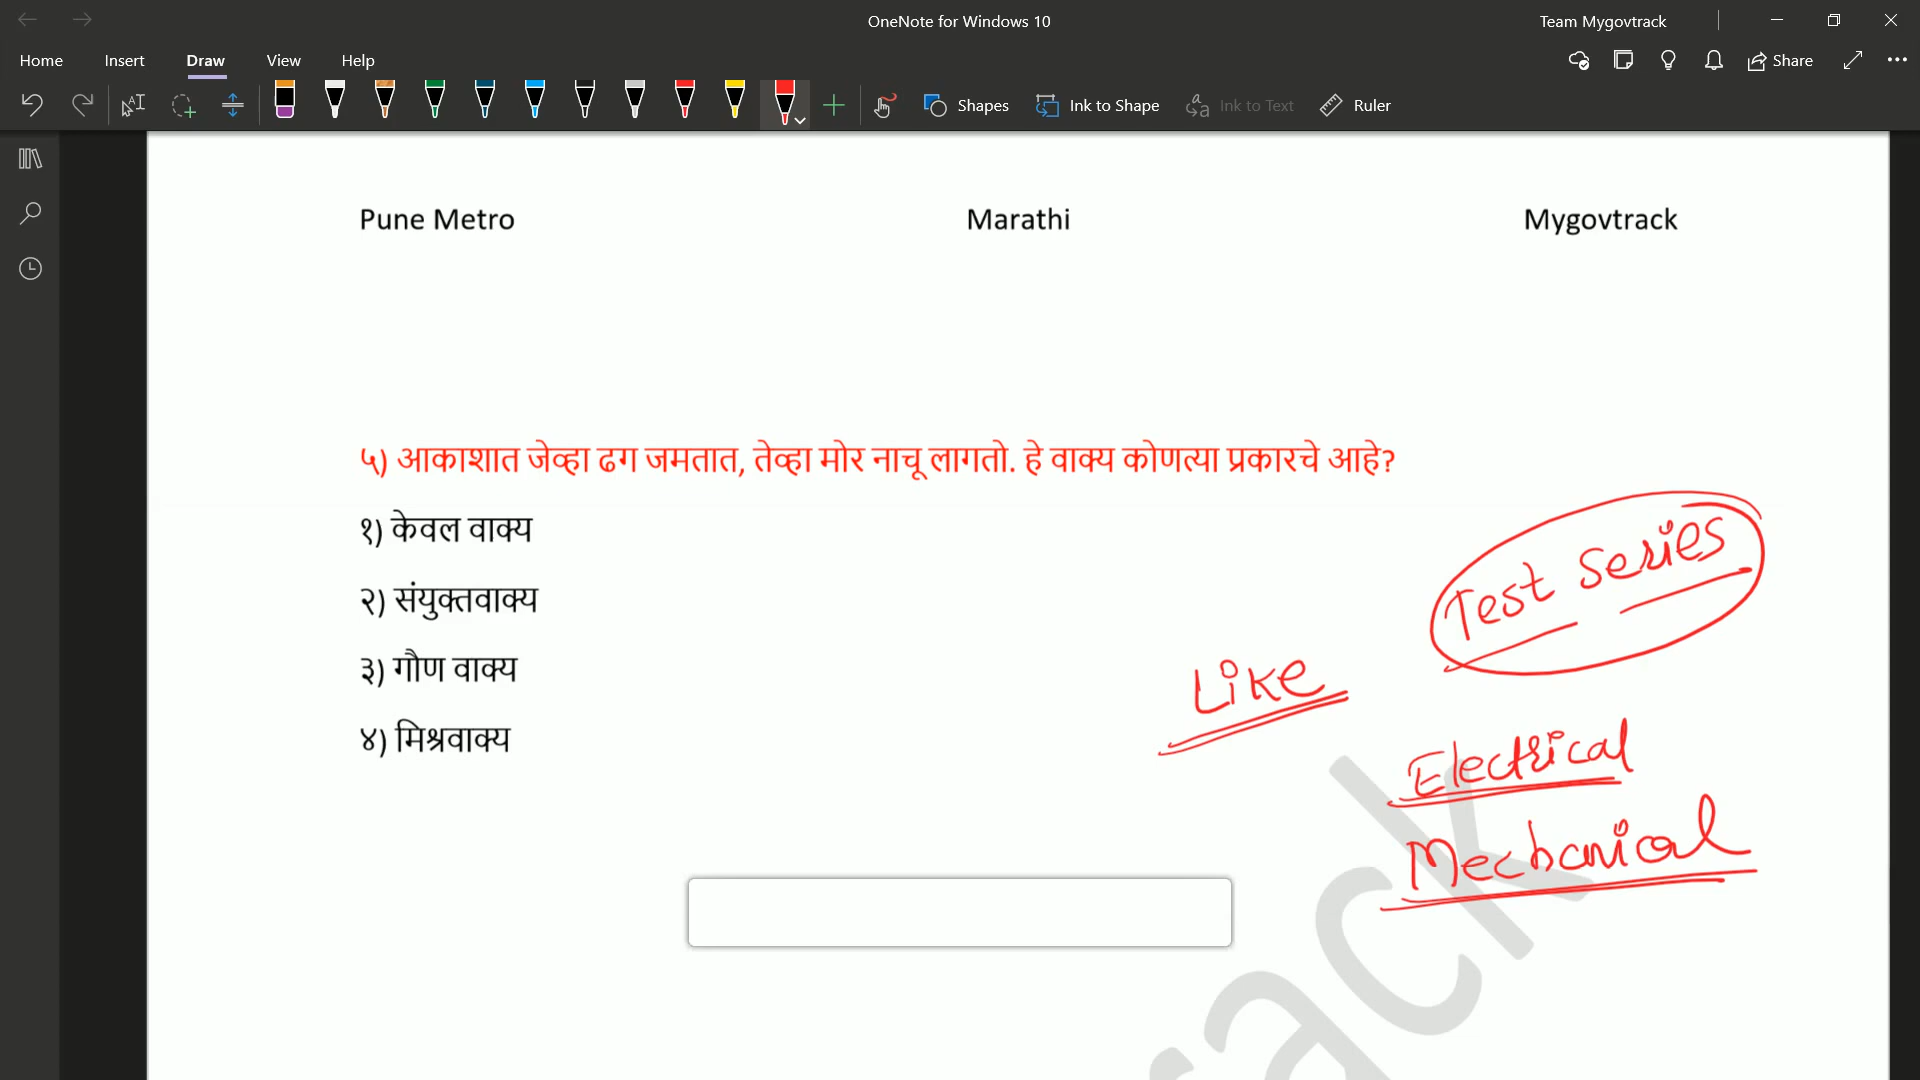 OneNote for Windows 10
Team Mygovtrack
Home Insert Draw View Help
Share
Shapes Ink to Shape Ink to Text Ruler
Pune Metro Marathi Mygovtrack
५) आकाशात जेव्हा ढग जमतात, तेव्हा मोर नाचू लागतो. हे वाक्य कोणत्या प्रकारचे आहे?
१) केवल वाक्य
२) संयुक्तवाक्य
३) गौण वाक्य
४) मिश्रवाक्य
Test Series
Like
Electrical
Mechanical